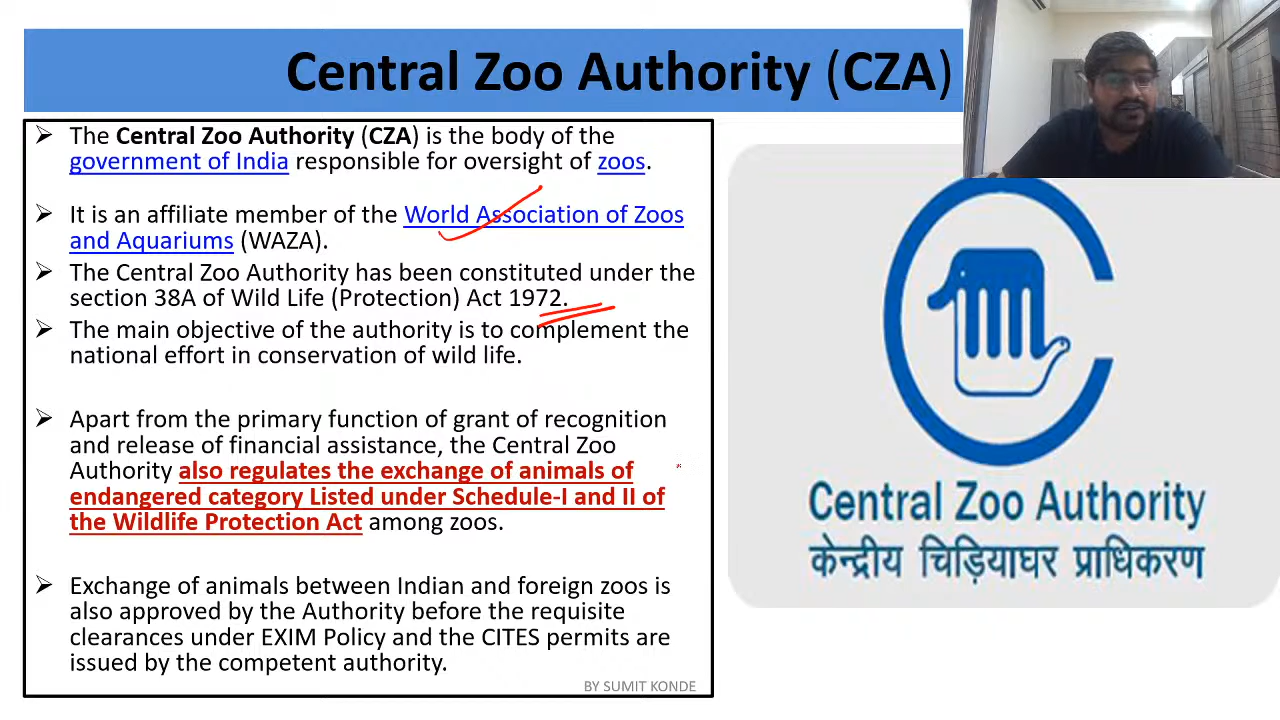 Central Zoo Authority (CZA)
➢ The Central Zoo Authority (CZA) is the body of the
government of India responsible for oversight of zoos.
➢ It is an affiliate member of the World Association of Zoos
and Aquariums (WAZA).
➢ The Central Zoo Authority has been constituted under the
section 38A of Wild Life (Protection) Act 1972.
➢ The main objective of the authority is to complement the
national effort in conservation of wild life.
➢ Apart from the primary function of grant of recognition
and release of financial assistance, the Central Zoo
Authority also regulates the exchange of animals of
endangered category Listed under Schedule-I and II of
the Wildlife Protection Act among zoos.
➢ Exchange of animals between Indian and foreign zoos is
also approved by the Authority before the requisite
clearances under EXIM Policy and the CITES permits are
issued by the competent authority.
BY SUMIT KONDE
Central Zoo Authority
केन्द्रीय चिड़ियाघर प्राधिकरण